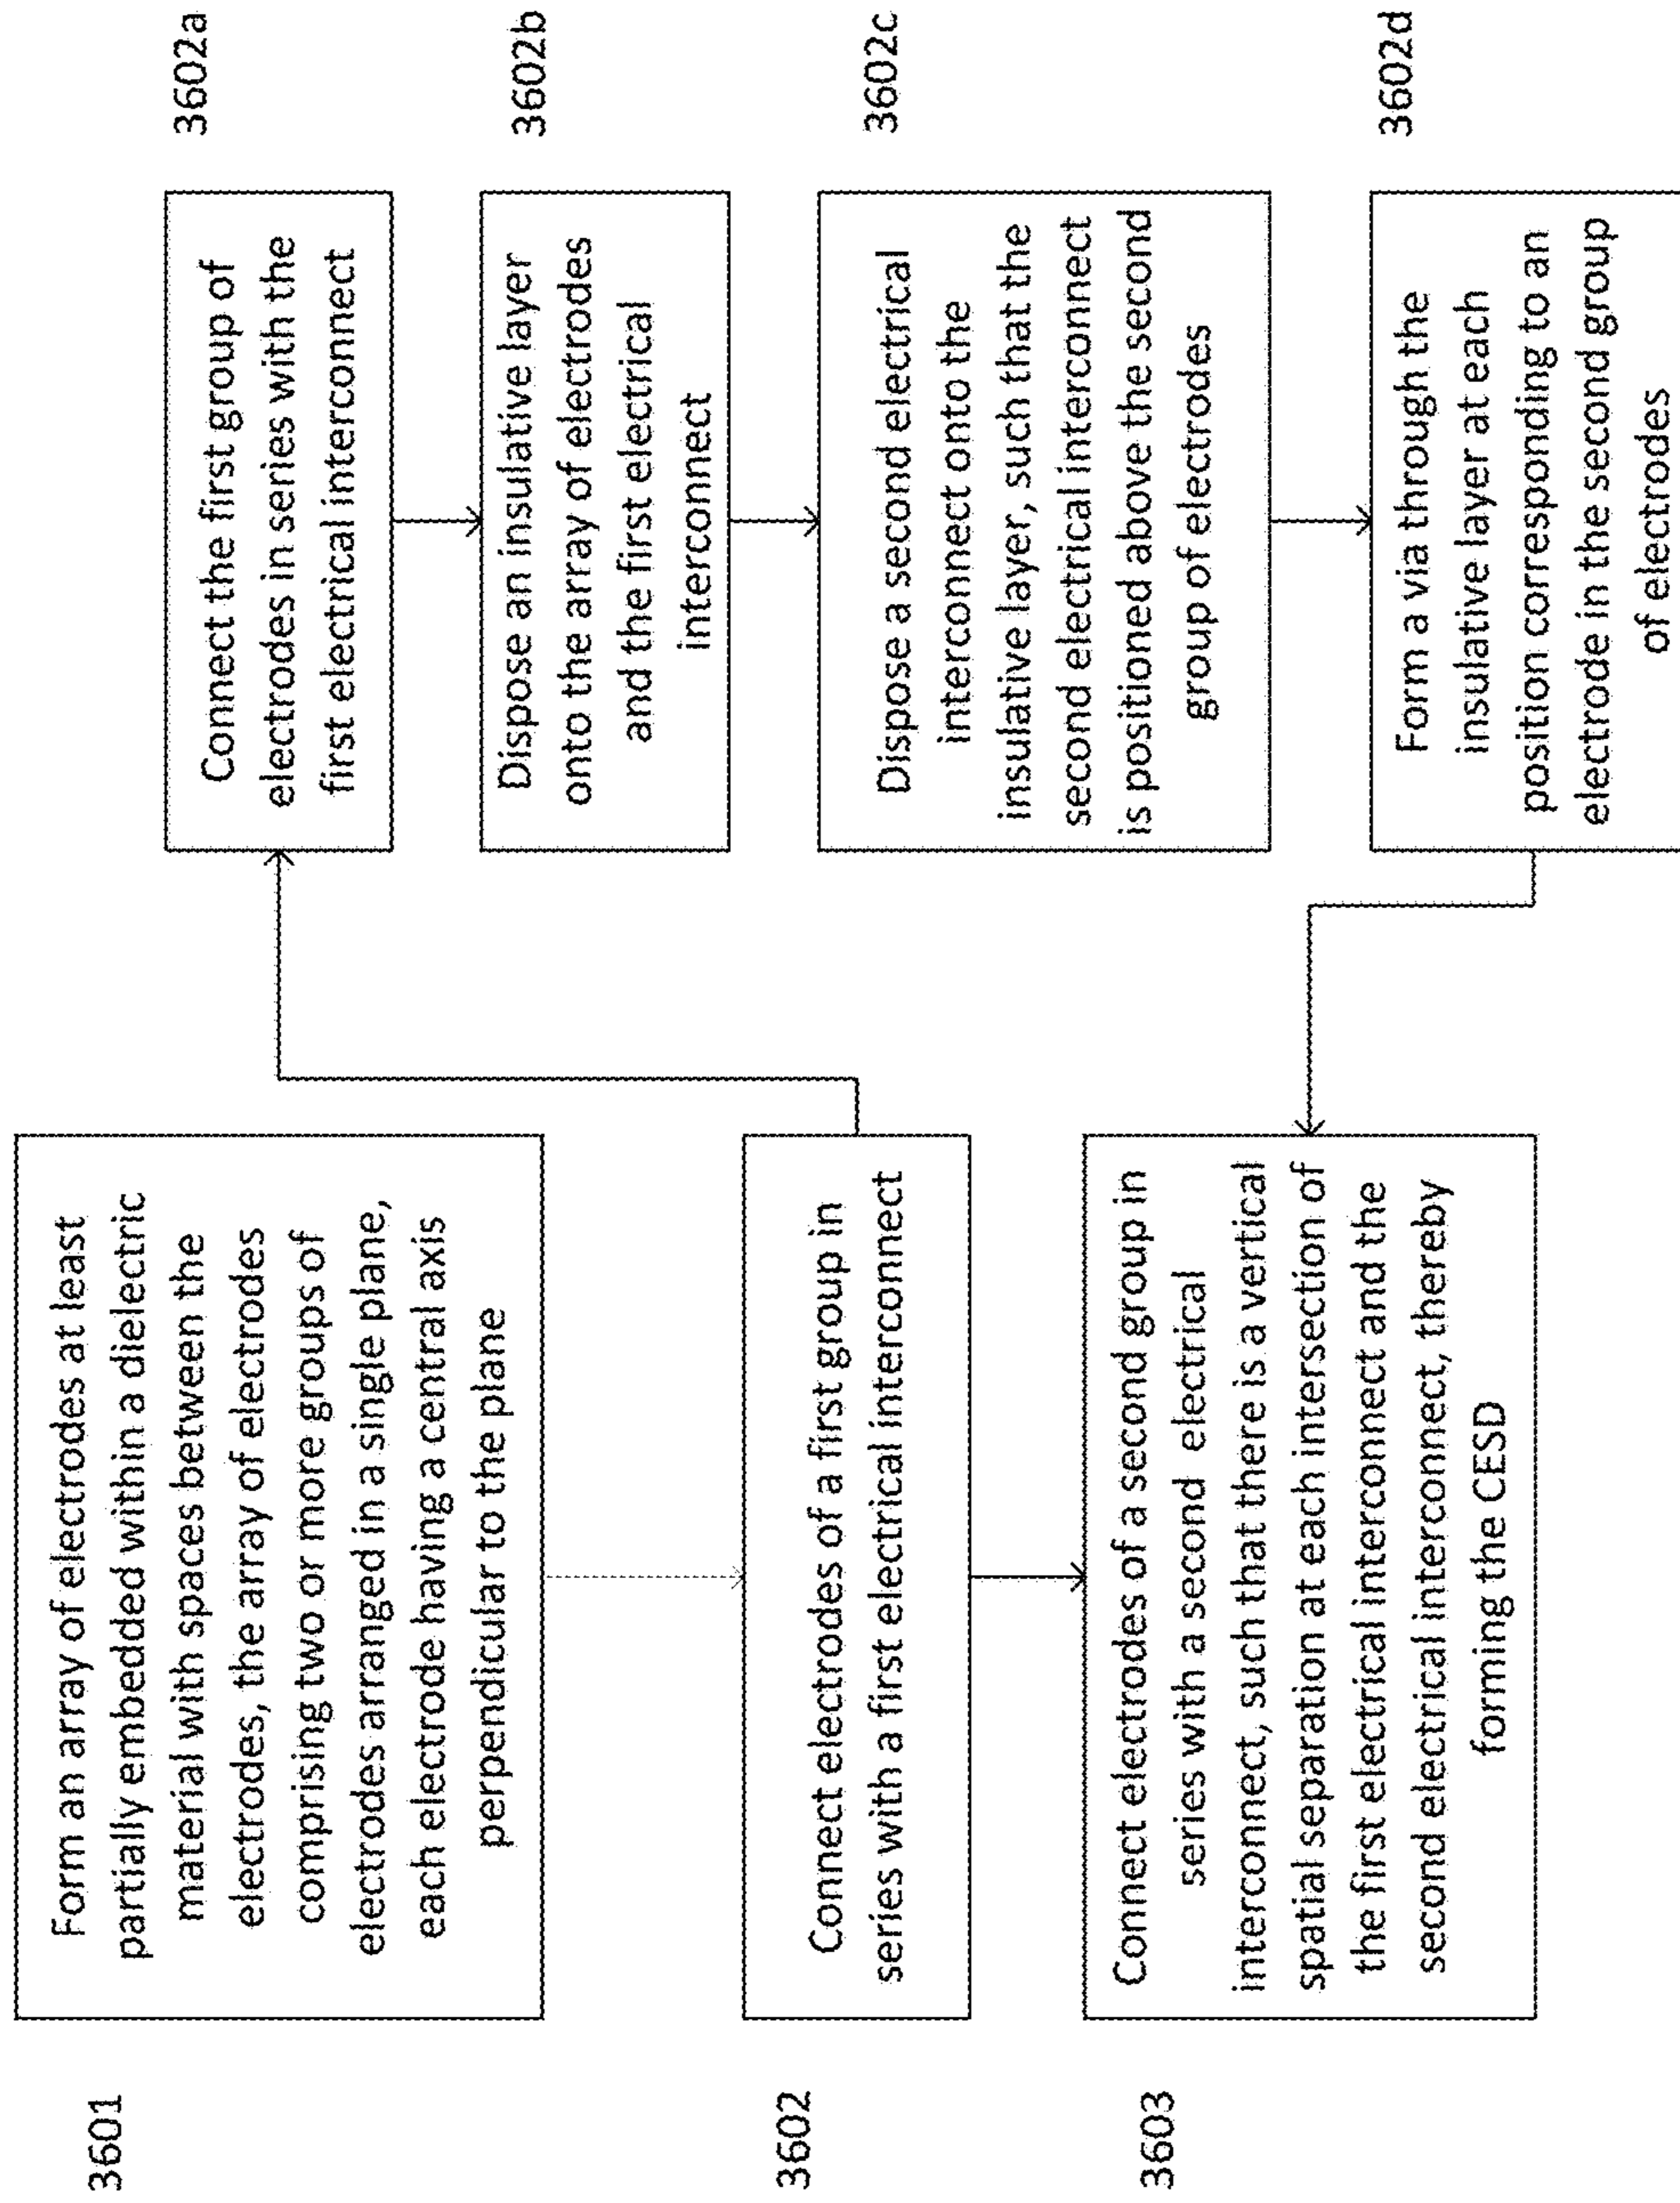 3601
Form an array of electrodes at least
partially embedded within a dielectric
material with spaces between the
electrodes, the array of electrodes
comprising two or more groups of
electrodes arranged in a single plane,
each electrode having a central axis
perpendicular to the plane
3602
Connect electrodes of a first group in
series with a first electrical interconnect
3603
Connect electrodes of a second group in
series with a second electrical
interconnect, such that there is a vertical
spatial separation at each intersection of
the first electrical interconnect and the
second electrical interconnect, thereby
forming the CESD
Connect the first group of
electrodes in series with the
first electrical interconnect
3602a
Dispose an insulative layer
onto the array of electrodes
and the first electrical
interconnect
3602b
Dispose a second electrical
interconnect onto the
insulative layer, such that the
second electrical interconnect
is positioned above the second
group of electrodes
3602c
Form a via through the
insulative layer at each
position corresponding to an
electrode in the second group
of electrodes
3602d